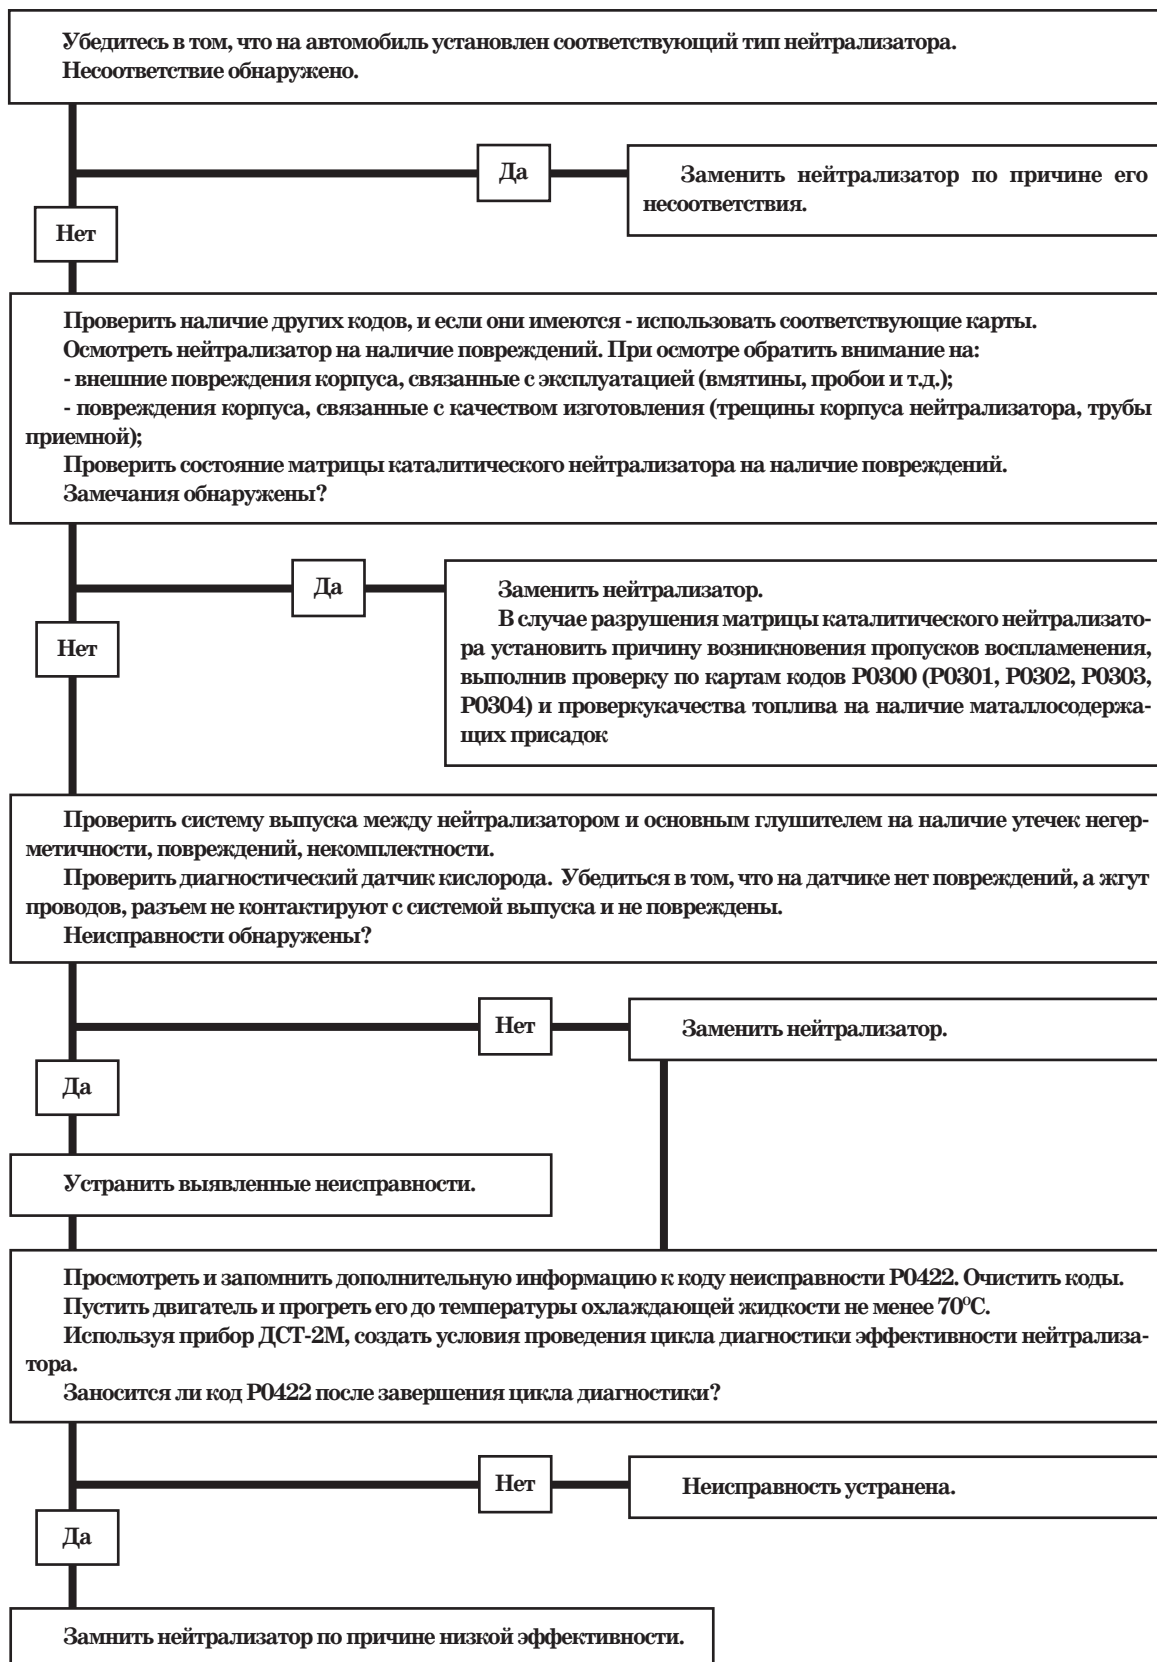 Убедитесь в том, что на автомобиль установлен соответствующий тип нейтрализатора.
Несоответствие обнаружено.
Да
Заменить нейтрализатор по причине его
несоответствия.
Нет
Проверить наличие других кодов, и если они имеются - использовать соответствующие карты.
Осмотреть нейтрализатор на наличие повреждений. При осмотре обратить внимание на:
- внешние повреждения корпуса, связанные с эксплуатацией (вмятины, пробои и т.д.);
- повреждения корпуса, связанные с качеством изготовления (трещины корпуса нейтрализатора, трубы
приемной);
Проверить состояние матрицы каталитического нейтрализатора на наличие повреждений.
Замечания обнаружены?
Да
Заменить нейтрализатор.
В случае разрушения матрицы каталитического нейтрализато-
ра установить причину возникновения пропусков воспламенения,
выполнив проверку по картам кодов P0300 (P0301, P0302, P0303,
P0304) и проверкукачества топлива на наличие маталлосодержа-
щих присадок
Нет
Проверить систему выпуска между нейтрализатором и основным глушителем на наличие утечек негер-
метичности, повреждений, некомплектности.
Проверить диагностический датчик кислорода. Убедиться в том, что на датчике нет повреждений, а жгут
проводов, разъем не контактируют с системой выпуска и не повреждены.
Неисправности обнаружены?
Нет
Заменить нейтрализатор.
Да
Устранить выявленные неисправности.
Просмотреть и запомнить дополнительную информацию к коду неисправности P0422. Очистить коды.
Пустить двигатель и прогреть его до температуры охлаждающей жидкости не менее 70⁰С.
Используя прибор ДСТ-2М, создать условия проведения цикла диагностики эффективности нейтрализа-
тора.
Заносится ли код P0422 после завершения цикла диагностики?
Нет
Неисправность устранена.
Да
Замнить нейтрализатор по причине низкой эффективности.